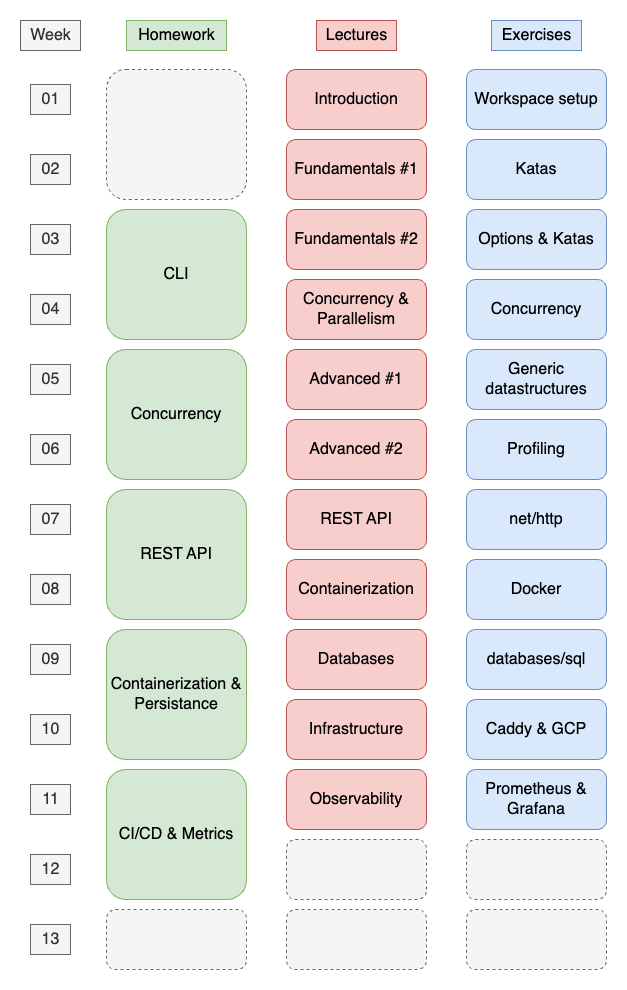 Week
Homework
Lectures
Exercises
01
Introduction
Workspace setup
02
Fundamentals #1
Katas
03
Fundamentals #2
Options & Katas
CLI
04
Concurrency &
Parallelism
Concurrency
05
Advanced #1
Generic
datastructures
Concurrency
06
Advanced #2
Profiling
07
REST API
net/http
REST API
08
Containerization
Docker
09
Databases
databases/sql
Containerization &
Persistance
10
Infrastructure
Caddy & GCP
11
Observability
Prometheus &
Grafana
CI/CD & Metrics
12
13